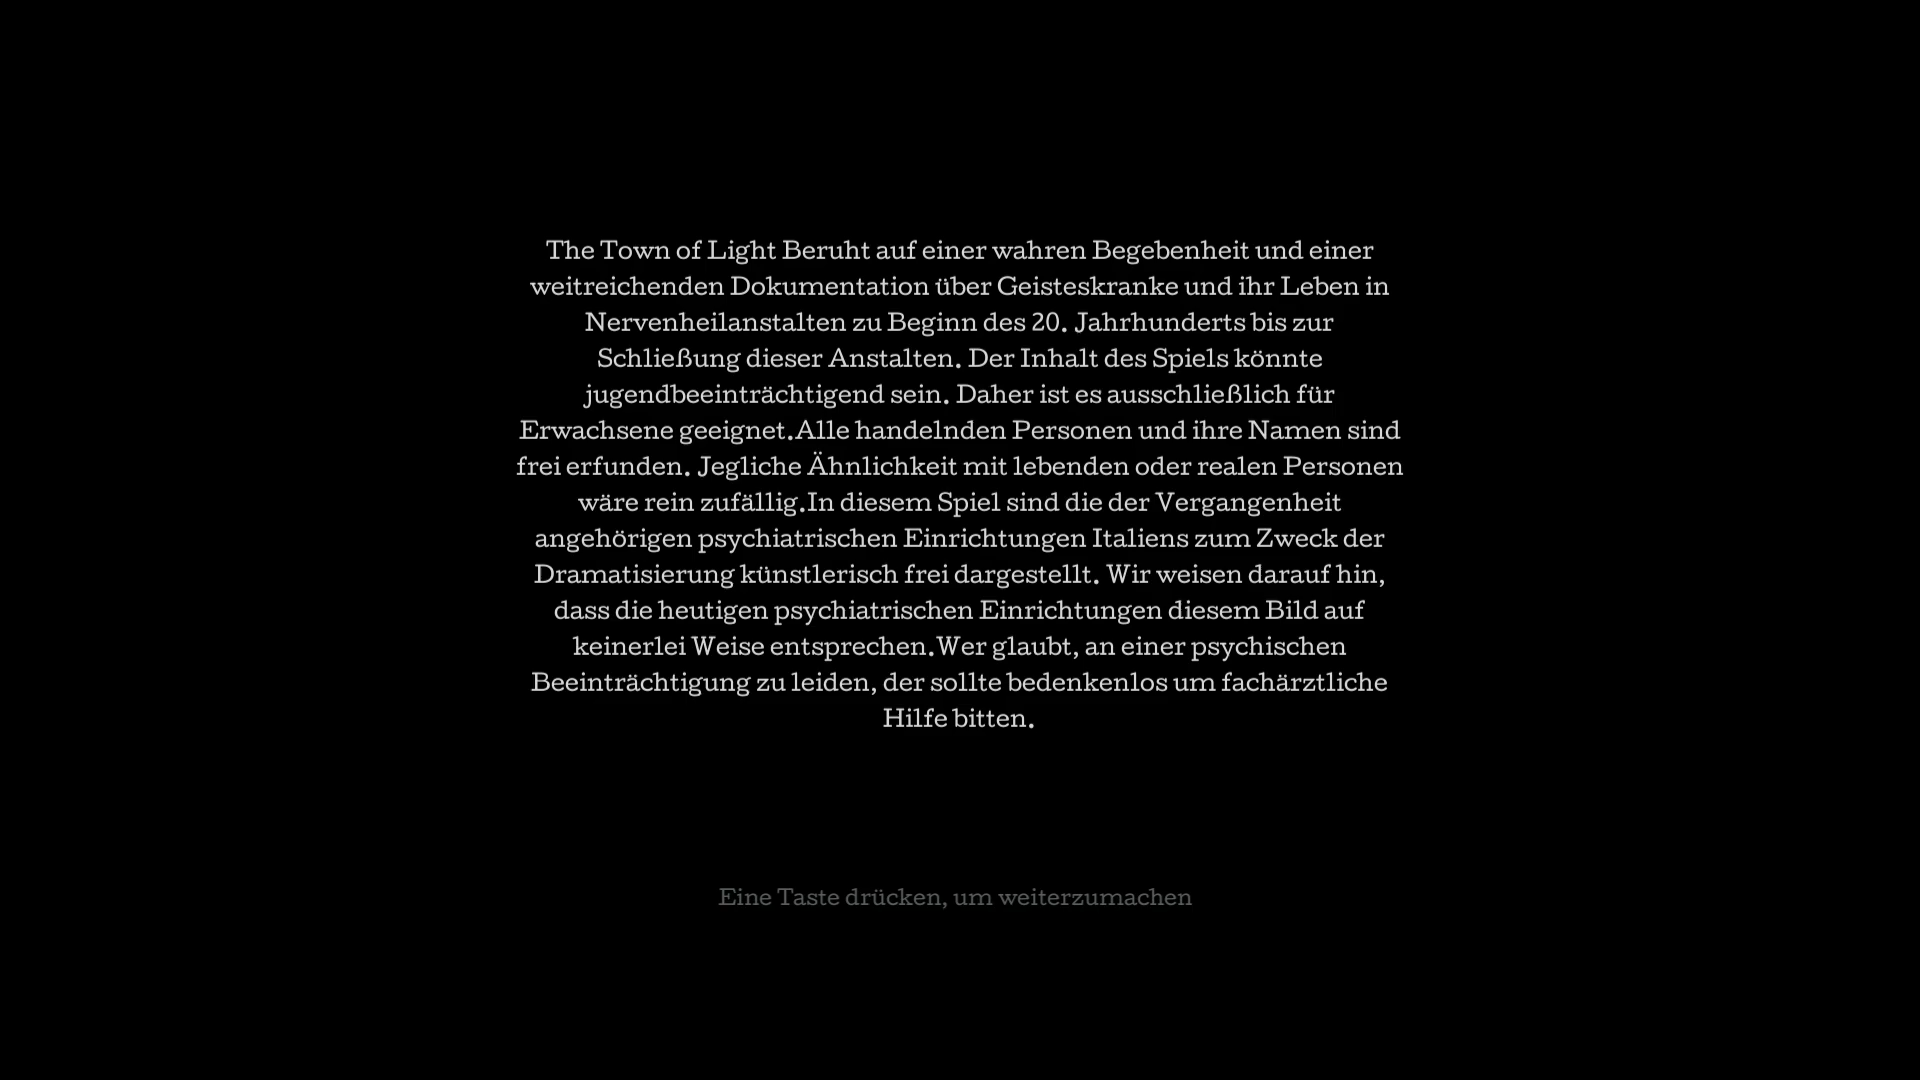 The Town of Light Beruht auf einer wahren Begebenheit und einer
weitreichenden Dokumentation über Geisteskranke und ihr Leben in
Nervenheilanstalten zu Beginn des 20. Jahrhunderts bis zur
Schließung dieser Anstalten. Der Inhalt des Spiels könnte
jugendbeeinträchtigend sein. Daher ist es ausschließlich für
Erwachsene geeignet.Alle handelnden Personen und ihre Namen sind
frei erfunden. Jegliche Ähnlichkeit mit lebenden oder realen Personen
wäre rein zufällig.In diesem Spiel sind die der Vergangenheit
angehörigen psychiatrischen Einrichtungen Italiens zum Zweck der
Dramatisierung künstlerisch frei dargestellt. Wir weisen darauf hin,
dass die heutigen psychiatrischen Einrichtungen diesem Bild auf
keinerlei Weise entsprechen.Wer glaubt, an einer psychischen
Beeinträchtigung zu leiden, der sollte bedenkenlos um fachärztliche
Hilfe bitten.
Eine Taste drücken, um weiterzumachen